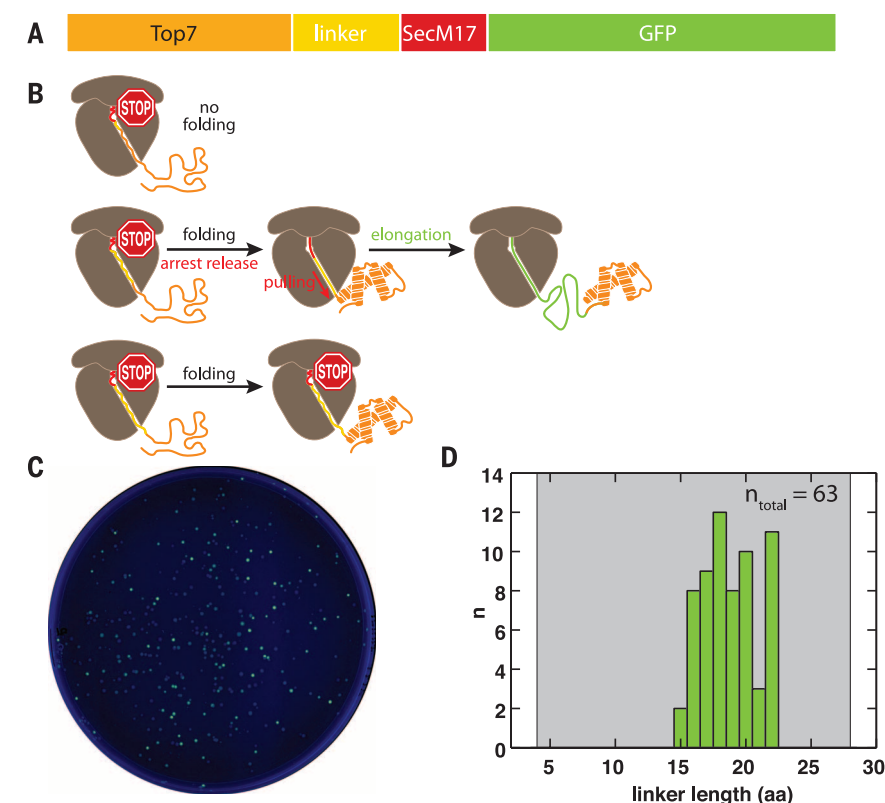 A
Top7
linker
SecM17
GFP
B
STOP
no
folding
STOP
folding
arrest release
pulling
elongation
STOP
folding
STOP
C
D
n_total = 63
14
12
10
8
6
4
2
0
n
5
10
15
20
25
30
linker length (aa)